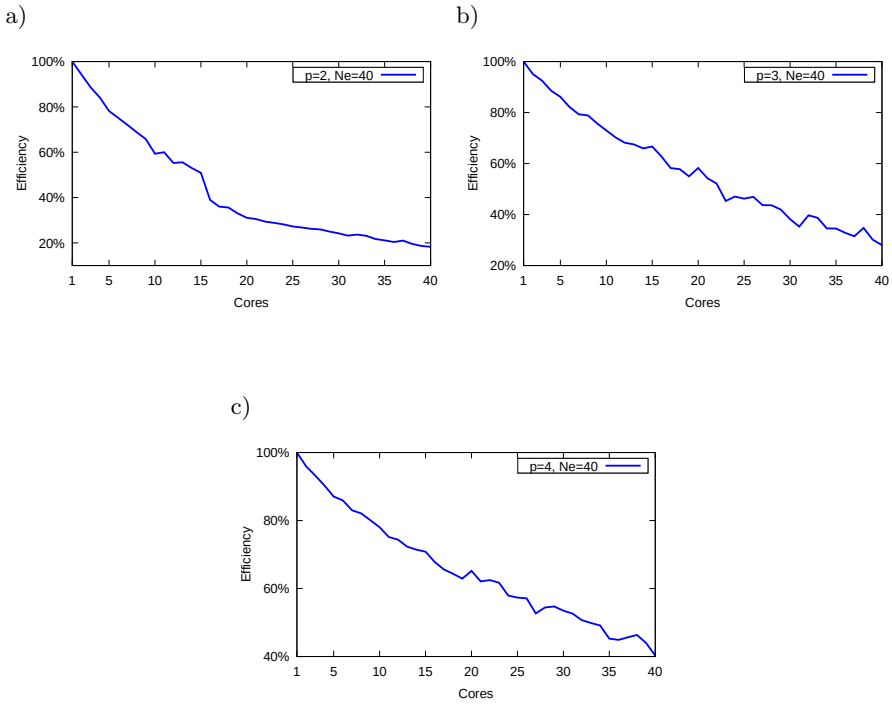 a)
100%
80%
60%
40%
20%
Efficiency
p=2, Ne=40
1 5 10 15 20 25 30 35 40
Cores
b)
100%
80%
60%
40%
20%
Efficiency
p=3, Ne=40
1 5 10 15 20 25 30 35 40
Cores
c)
100%
80%
60%
40%
Efficiency
p=4, Ne=40
1 5 10 15 20 25 30 35 40
Cores